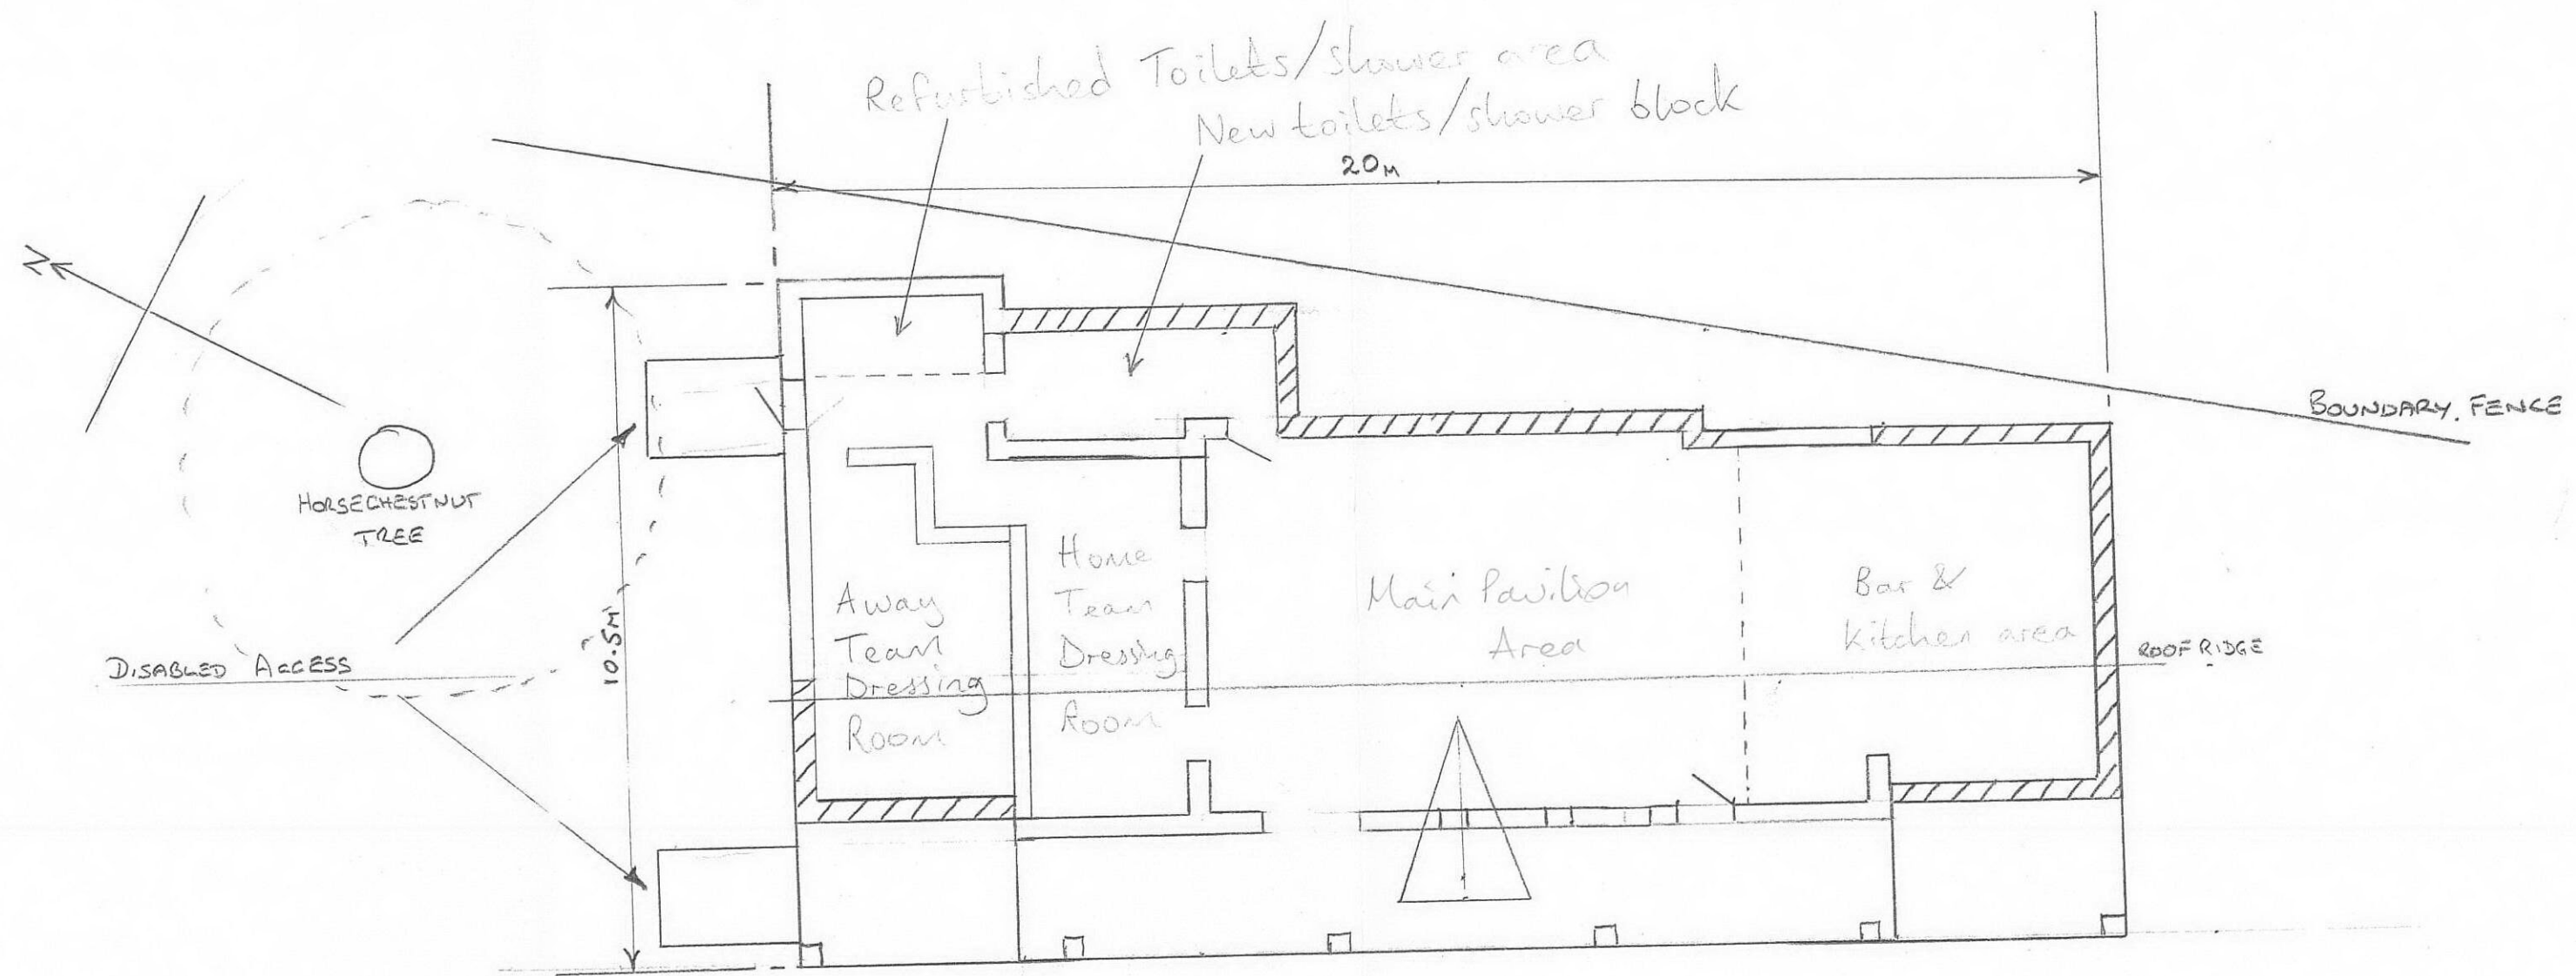 Refurbished Toilets/shower area
New toilets/shower block
20M
N
BOUNDARY. FENCE
HORSECHESTNUT
TREE
10.5M
DISABLED ACCESS
Away
Team
Dressing
Room
Home
Team
Dressing
Room
Main Pavilion
Area
Bar &
Kitchen area
ROOF RIDGE